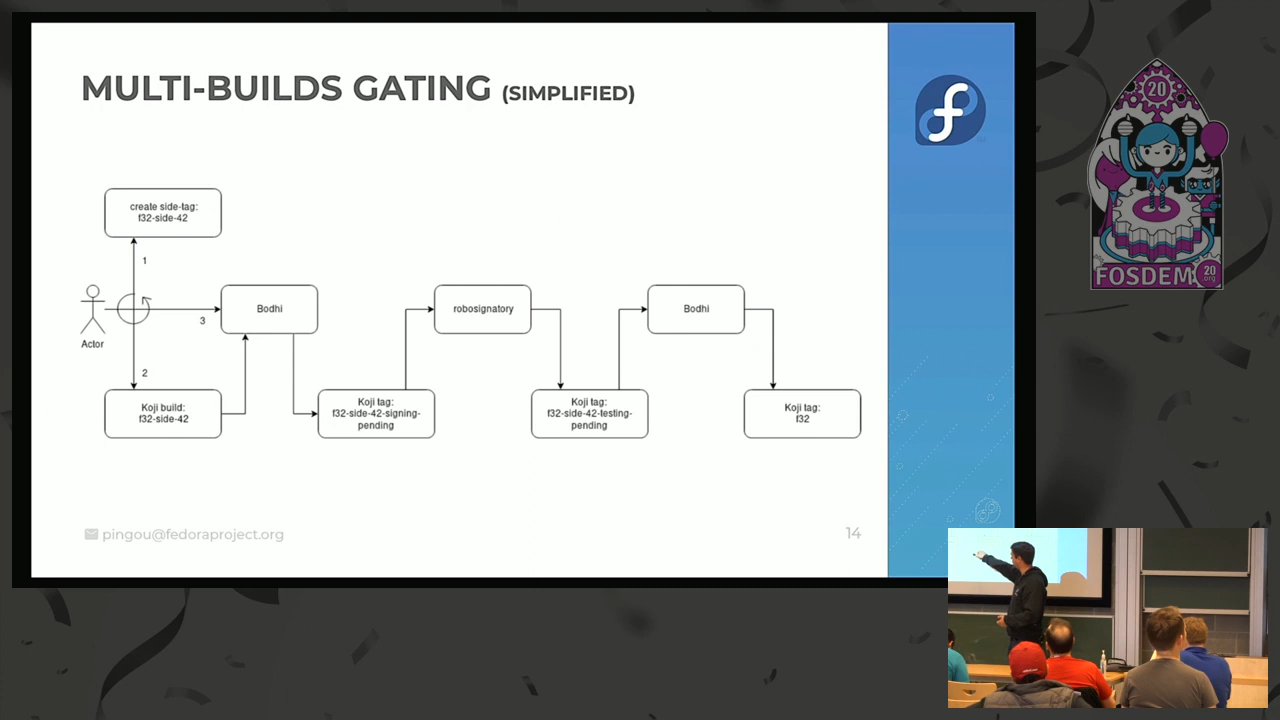 MULTI-BUILDS GATING (SIMPLIFIED)
create side-tag:
f32-side-42
1
Actor
3
Bodhi
robosignatory
Bodhi
2
Koji build:
f32-side-42
Koji tag:
f32-side-42-signing-
pending
Koji tag:
f32-side-42-testing-
pending
Koji tag:
f32
pingou@fedoraproject.org
14
20
FOSDEM
20
.org